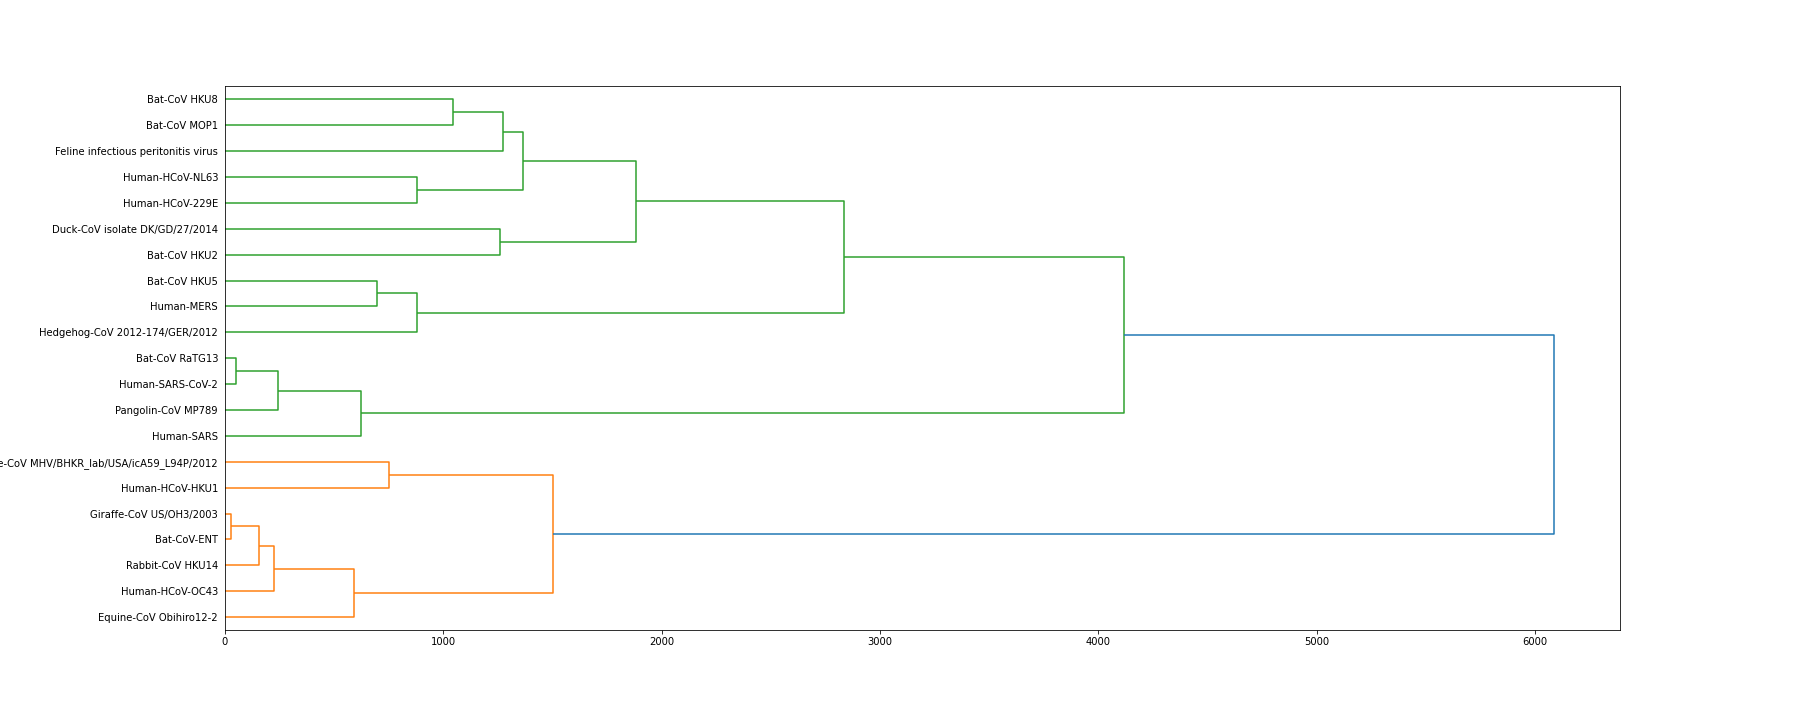 Bat-CoV HKU8
Bat-CoV MOP1
Feline infectious peritonitis virus
Human-HCoV-NL63
Human-HCoV-229E
Duck-CoV isolate DK/GD/27/2014
Bat-CoV HKU2
Bat-CoV HKU5
Human-MERS
Hedgehog-CoV 2012-174/GER/2012
Bat-CoV RaTG13
Human-SARS-CoV-2
Pangolin-CoV MP789
Human-SARS
e-CoV MHV/BHKR_lab/USA/icA59_L94P/2012
Human-HCoV-HKU1
Giraffe-CoV US/OH3/2003
Bat-CoV-ENT
Rabbit-CoV HKU14
Human-HCoV-OC43
Equine-CoV Obihiro12-2
0 1000 2000 3000 4000 5000 6000